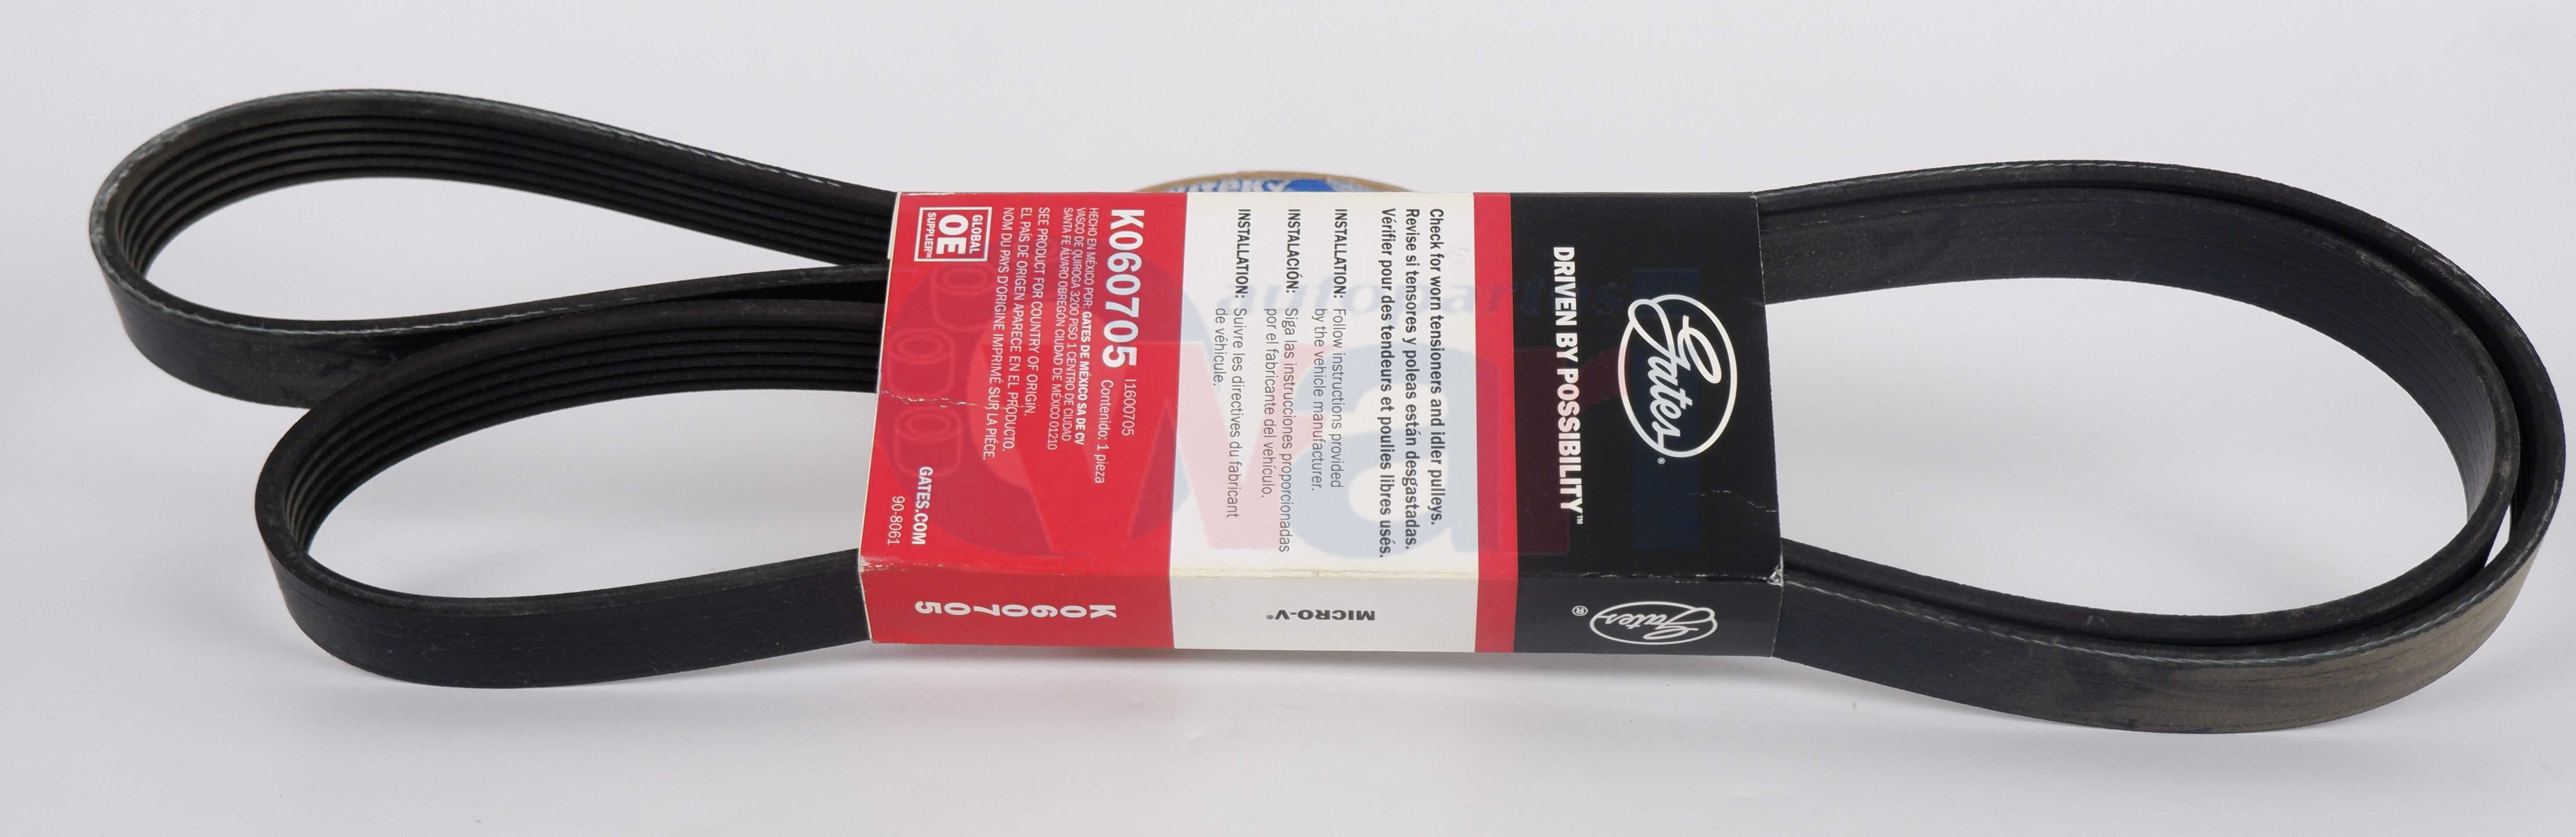 Gates®
DRIVEN BY POSSIBILITY™
Check for worn tensioners and idler pulleys.
Revise si tensores y poleas están desgastadas.
Vérifier pour des tendeurs et poulies libres usés.
INSTALLATION: Follow instructions provided
by the vehicle manufacturer.
INSTALACIÓN: Siga las instrucciones proporcionadas
por el fabricante del vehículo.
INSTALLATION: Suivre les directives du fabricant
de véhicule.
K060705 I1600705
Contenido: 1 pieza
HECHO EN MÉXICO POR: GATES DE MÉXICO SA DE CV
VASCO DE QUIROGA 3200 PISO 1 CENTRO DE CIUDAD
SANTA FE ÁLVARO OBREGÓN CIUDAD DE MÉXICO 01210
SEE PRODUCT FOR COUNTRY OF ORIGIN.
EL PAÍS DE ORIGEN APARECE EN EL PRODUCTO.
NOM DU PAYS D'ORIGINE IMPRIMÉ SUR LA PIÈCE.
GLOBAL
OE
SUPPLIER™
GATES.COM
90-8061
K060705
MICRO-V®
Gates®
autopartes
war